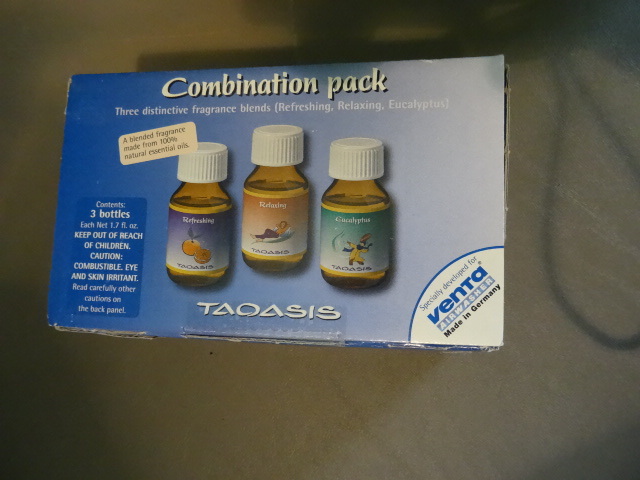 Combination pack
Three distinctive fragrance blends (Refreshing, Relaxing, Eucalyptus)
A blended fragrance
made from 100%
natural essential oils.
Refreshing
TAOASIS
Relaxing
TAOASIS
Eucalyptus
TAOASIS
Contents:
3 bottles
Each Net 1.7 fl. oz.
KEEP OUT OF REACH
OF CHILDREN.
CAUTION:
COMBUSTIBLE. EYE
AND SKIN IRRITANT.
Read carefully other
cautions on
the back panel.
TAOASIS
Specially developed for
VENTA®
AIRWASHER
Made in Germany